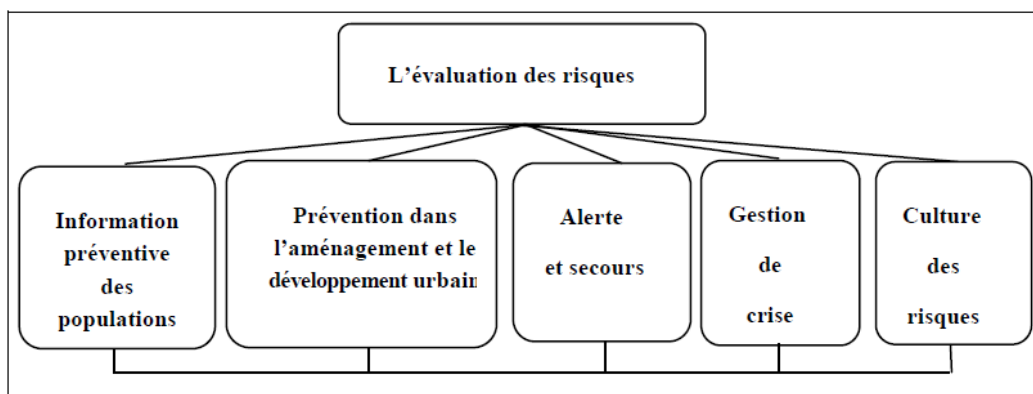 L'évaluation des risques
Information
préventive
des
populations
Prévention dans
l'aménagement et le
développement urbain
Alerte
et secours
Gestion
de
crise
Culture
des
risques